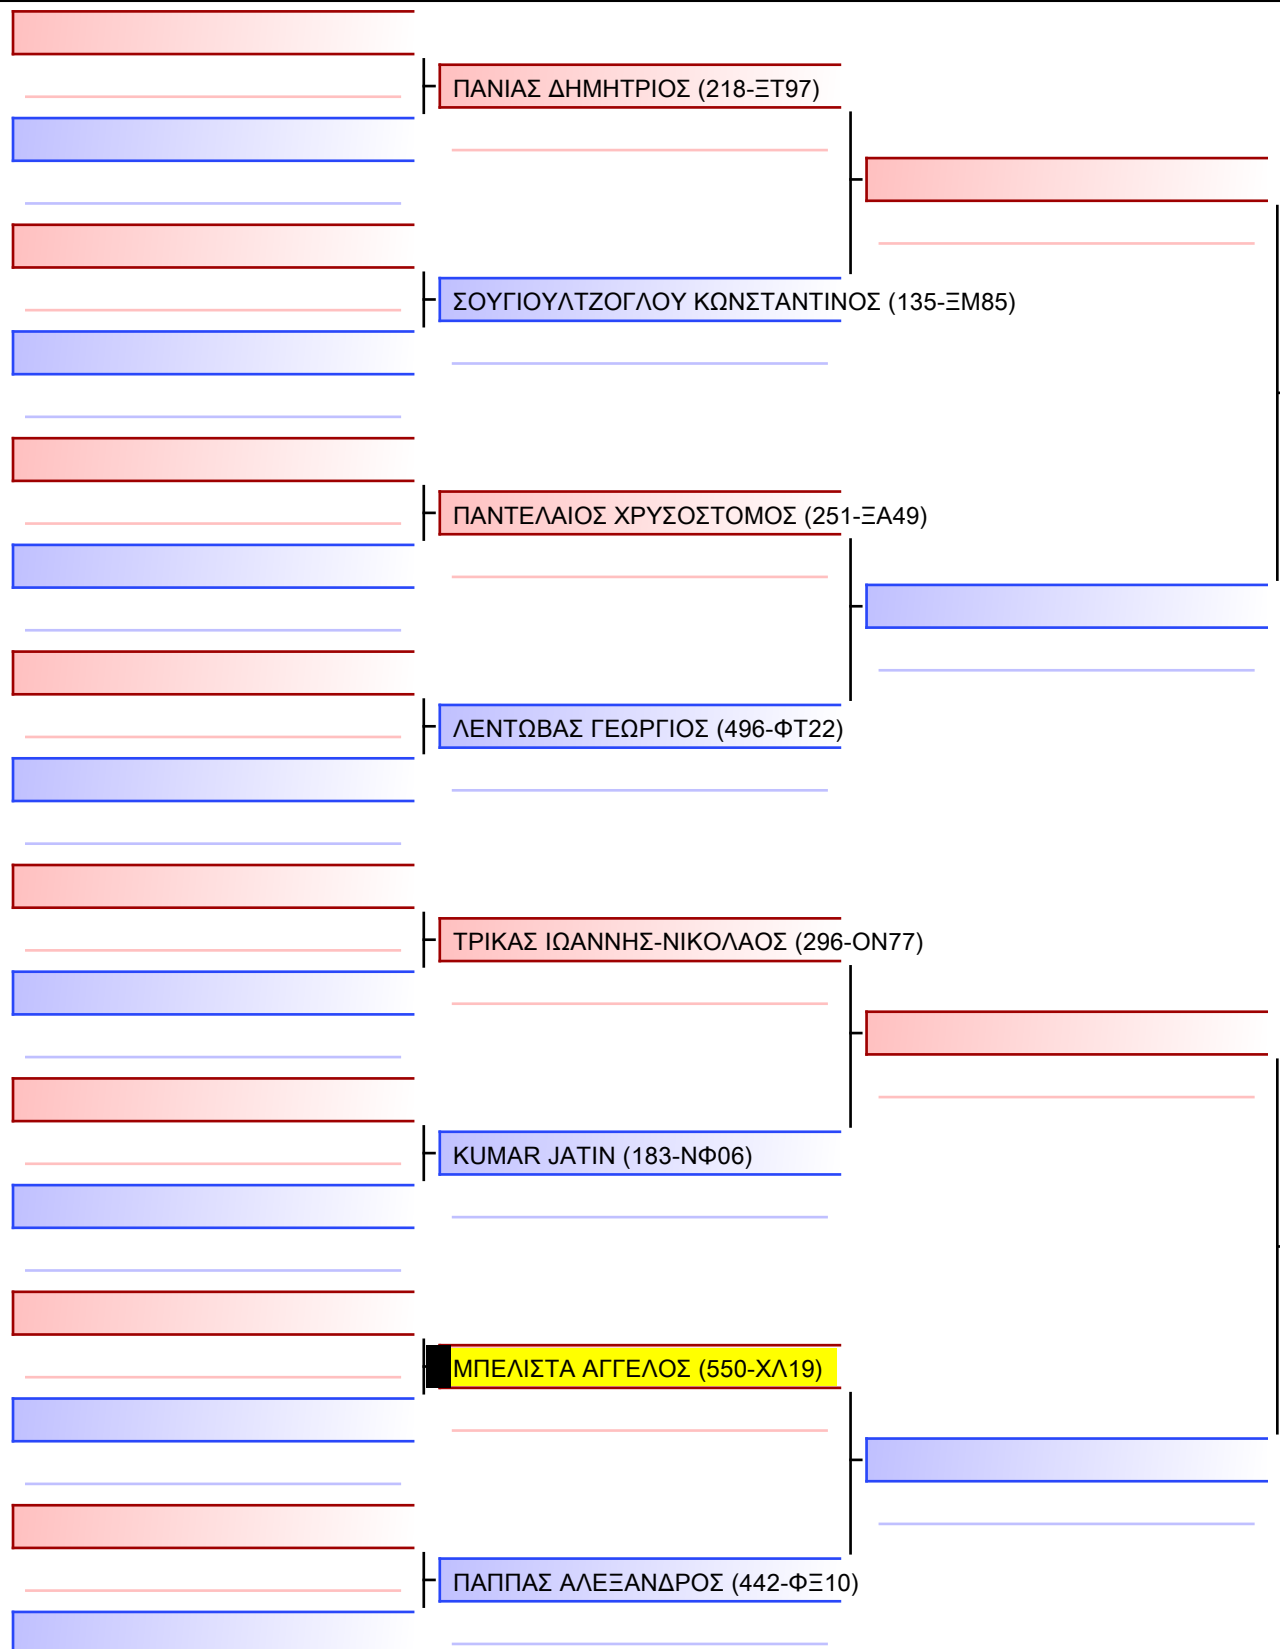 ΠΑΝΙΑΣ ΔΗΜΗΤΡΙΟΣ (218-ΞΤ97)
ΣΟΥΓΙΟΥΛΤΖΟΓΛΟΥ ΚΩΝΣΤΑΝΤΙΝΟΣ (135-ΞΜ85)
ΠΑΝΤΕΛΑΙΟΣ ΧΡΥΣΟΣΤΟΜΟΣ (251-ΞΑ49)
ΛΕΝΤΩΒΑΣ ΓΕΩΡΓΙΟΣ (496-ΦΤ22)
ΤΡΙΚΑΣ ΙΩΑΝΝΗΣ-ΝΙΚΟΛΑΟΣ (296-ΟΝ77)
KUMAR JATIN (183-ΝΦ06)
ΜΠΕΛΙΣΤΑ ΑΓΓΕΛΟΣ (550-ΧΛ19)
ΠΑΠΠΑΣ ΑΛΕΞΑΝΔΡΟΣ (442-ΦΞ10)